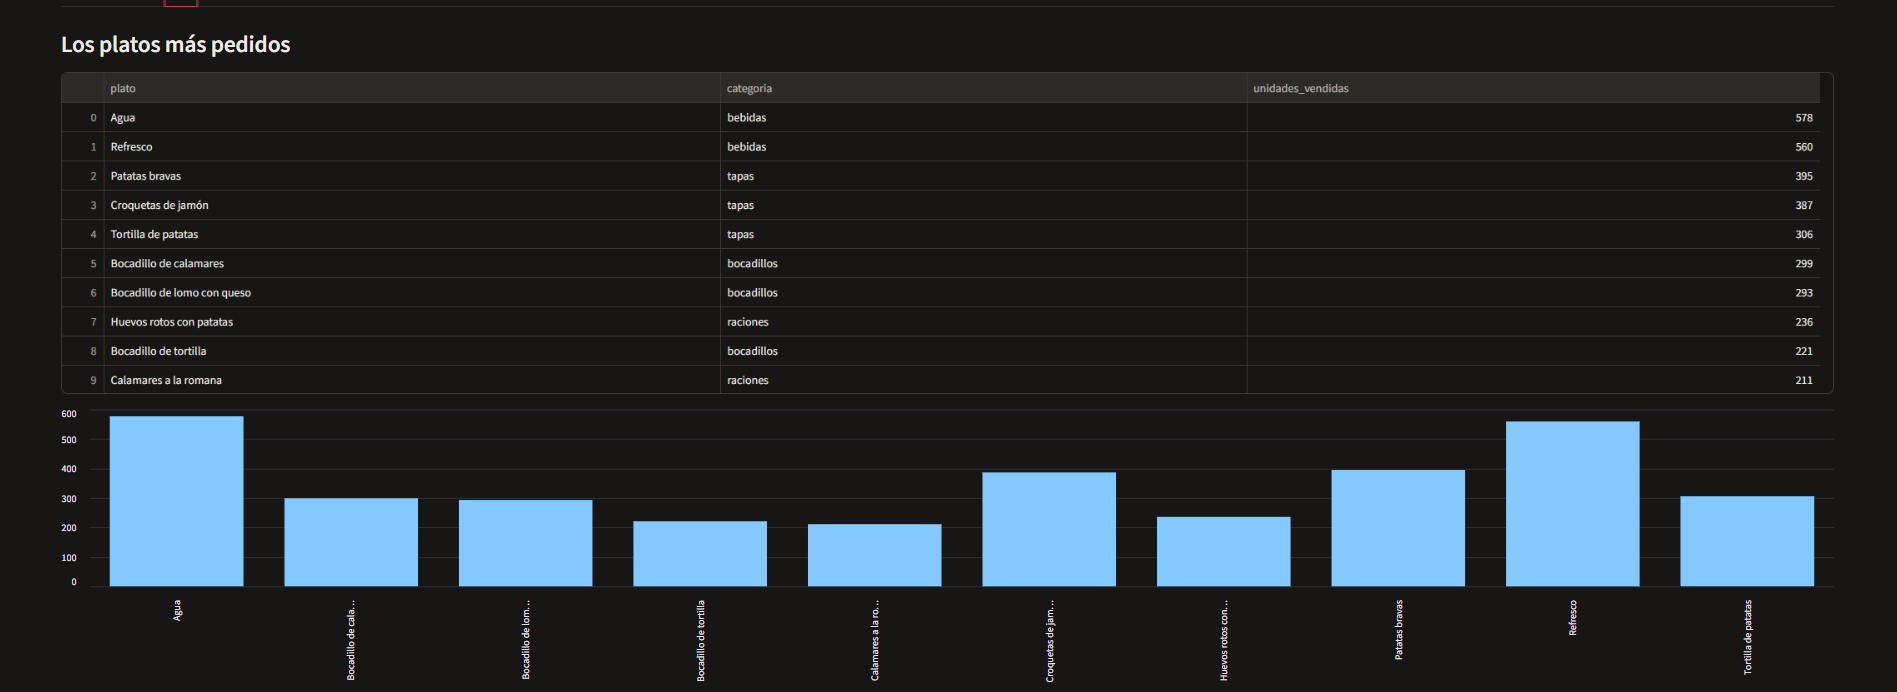 Los platos más pedidos
plato categoria unidades_vendidas
0 Agua bebidas 578
1 Refresco bebidas 560
2 Patatas bravas tapas 395
3 Croquetas de jamón tapas 387
4 Tortilla de patatas tapas 306
5 Bocadillo de calamares bocadillos 299
6 Bocadillo de lomo con queso bocadillos 293
7 Huevos rotos con patatas raciones 236
8 Bocadillo de tortilla bocadillos 221
9 Calamares a la romana raciones 211
600
500
400
300
200
100
0
Agua
Bocadillo de cala…
Bocadillo de lom…
Bocadillo de tortilla
Calamares a la ro…
Croquetas de jam…
Huevos rotos con…
Patatas bravas
Refresco
Tortilla de patatas